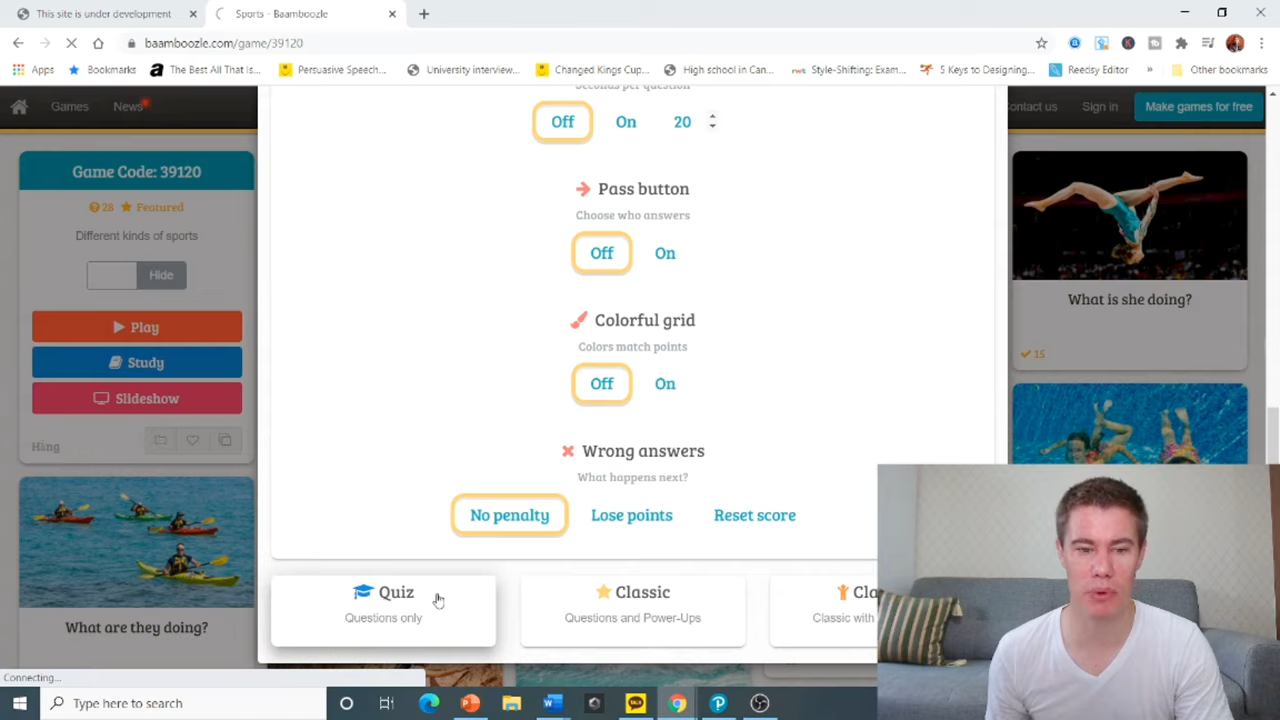 This site is under development
Sports - Baamboozle
baamboozle.com/game/39120
Apps
Bookmarks
The Best All That Is...
Persuasive Speech...
University interview...
Changed Kings Cup...
High school in Can...
Style-Shifting: Exam...
5 Keys to Designing...
Reedsy Editor
»
Other bookmarks
Games
News
ontact us
Sign in
Make games for free
Game Code: 39120
28 Featured
Different kinds of sports
Hide
Play
Study
Slideshow
Hing
What are they doing?
Seconds per question
Off On 20
Pass button
Choose who answers
Off On
Colorful grid
Colors match points
Off On
Wrong answers
What happens next?
No penalty Lose points Reset score
Quiz
Questions only
Classic
Questions and Power-Ups
Cla
Classic with
What is she doing?
15
Connecting...
Type here to search